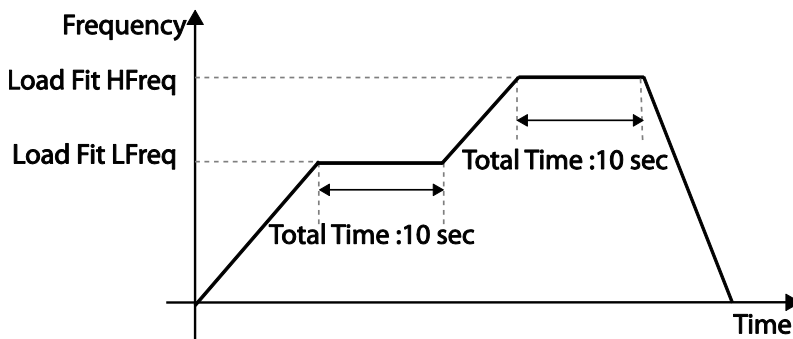 Frequency
Load Fit HFreq
Load Fit LFreq
Total Time :10 sec
Total Time :10 sec
Time